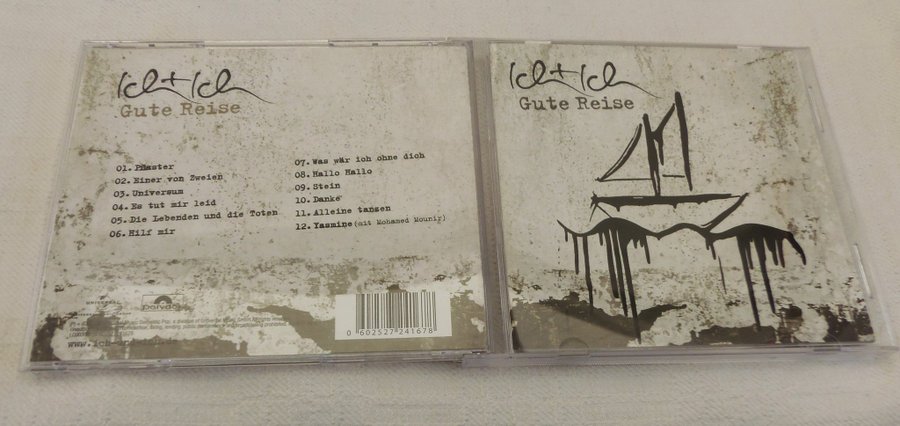 Ich+Ich
Gute Reise
01. Pflaster
02. Einer von Zweien
03. Universum
04. Es tut mir leid
05. Die Lebenden und die Toten
06. Hilf mir
07. Was wär ich ohne dich
08. Hallo Hallo
09. Stein
10. Danke
11. Alleine tanzen
12. Yasmine (mit Mohamed Mounir)
UNIVERSAL
polydor
0 602527 241678
Ich+Ich
Gute Reise